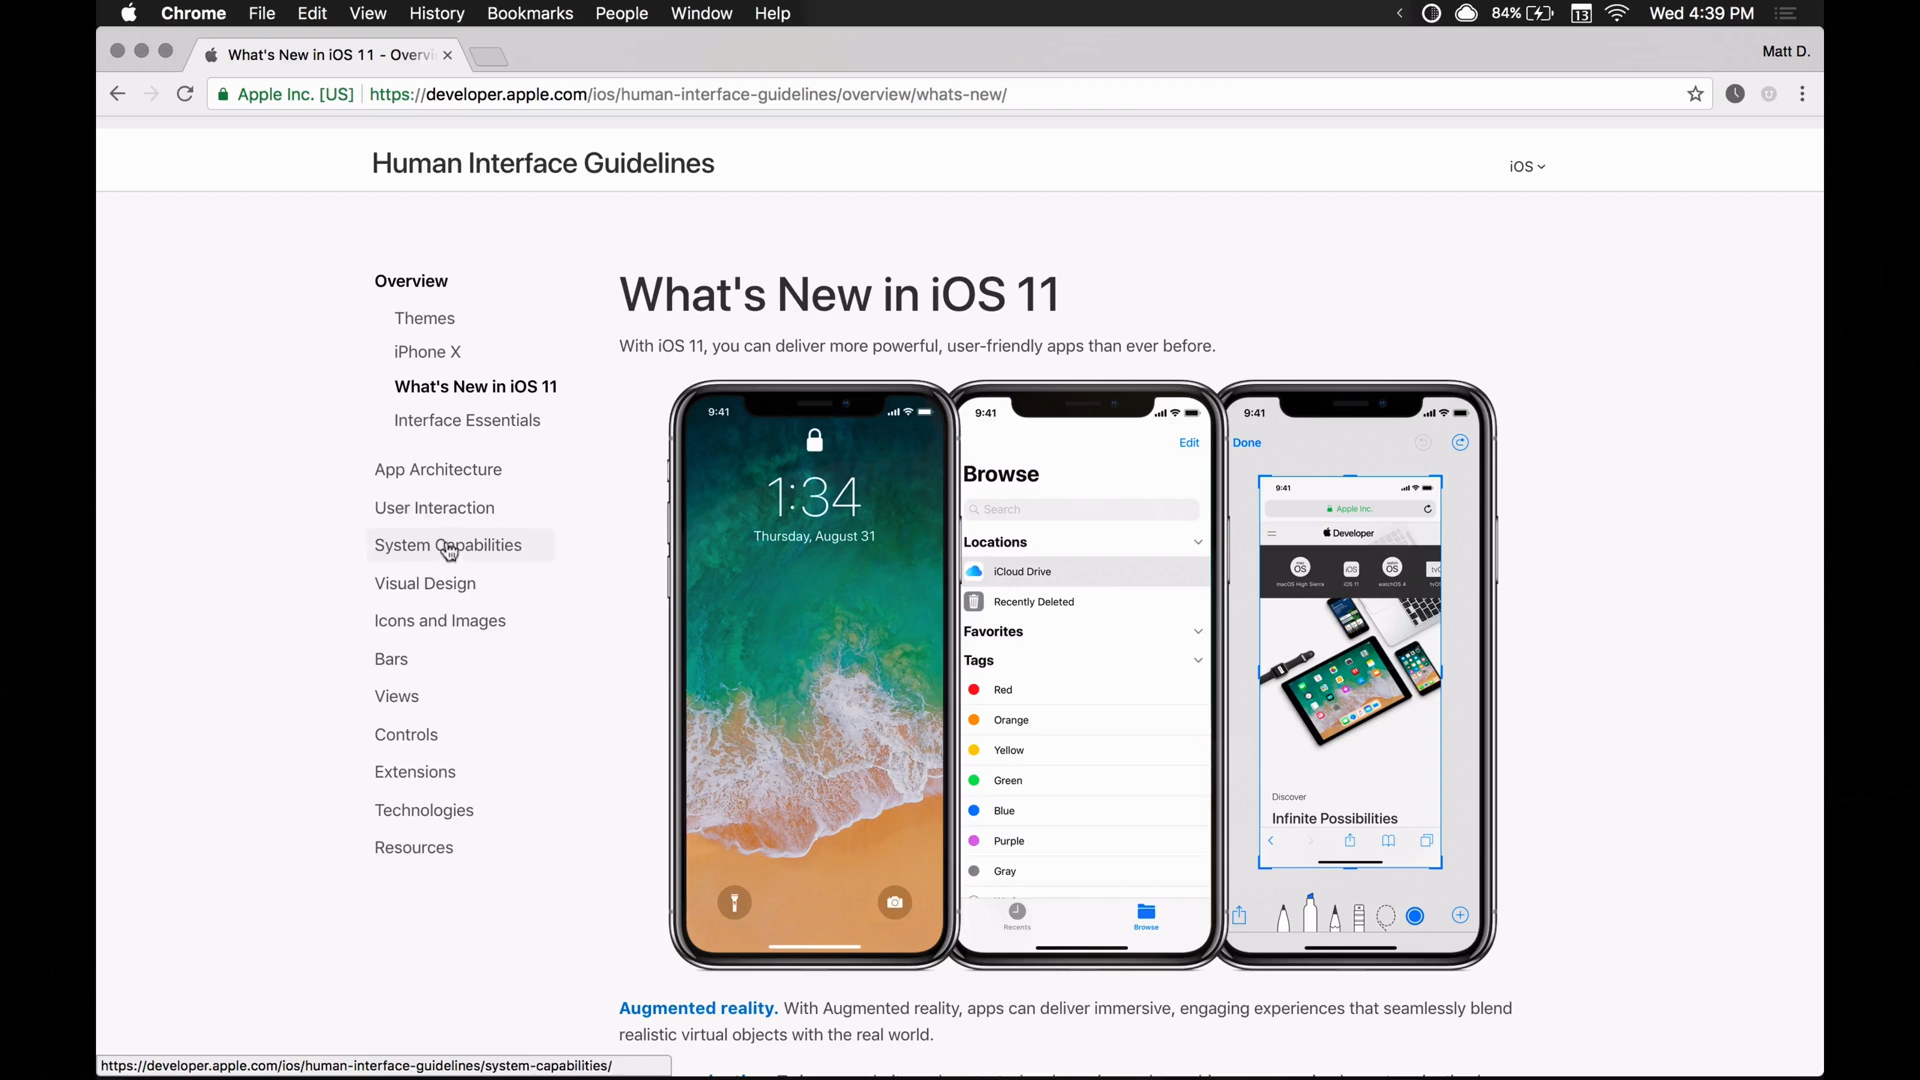 Chrome File Edit View History Bookmarks People Window Help
84% 13 Wed 4:39 PM
What's New in iOS 11 - Overvi
Matt D.
Apple Inc. [US] https://developer.apple.com/ios/human-interface-guidelines/overview/whats-new/
Human Interface Guidelines
iOS
Overview
Themes
iPhone X
What's New in iOS 11
Interface Essentials
App Architecture
User Interaction
System Capabilities
Visual Design
Icons and Images
Bars
Views
Controls
Extensions
Technologies
Resources
What's New in iOS 11
With iOS 11, you can deliver more powerful, user-friendly apps than ever before.
9:41
1:34
Thursday, August 31
9:41
Edit
Browse
Search
Locations
iCloud Drive
Recently Deleted
Favorites
Tags
Red
Orange
Yellow
Green
Blue
Purple
Gray
Recents
Browse
9:41
Done
9:41
Apple Inc.
Developer
macOS High Sierra iOS 11 watchOS 4
Discover
Infinite Possibilities
Augmented reality. With Augmented reality, apps can deliver immersive, engaging experiences that seamlessly blend
realistic virtual objects with the real world.
https://developer.apple.com/ios/human-interface-guidelines/system-capabilities/